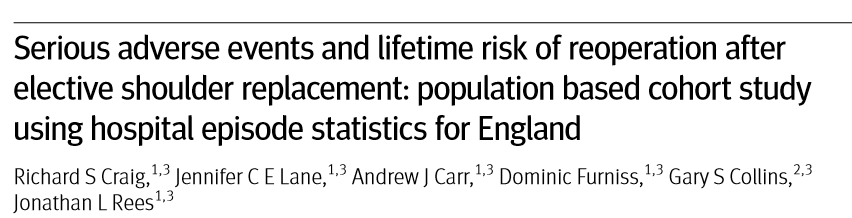 Serious adverse events and lifetime risk of reoperation after
elective shoulder replacement: population based cohort study
using hospital episode statistics for England
Richard S Craig,1,3 Jennifer C E Lane,1,3 Andrew J Carr,1,3 Dominic Furniss,1,3 Gary S Collins,2,3
Jonathan L Rees1,3